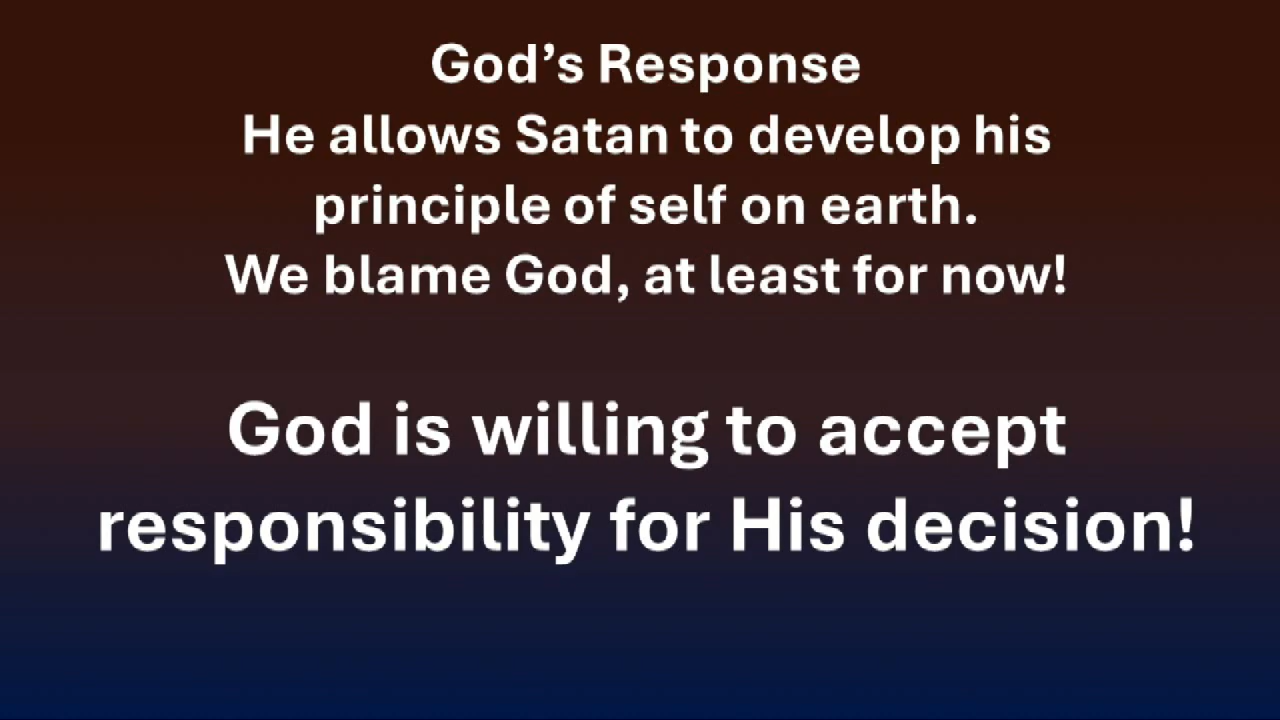 God’s Response
He allows Satan to develop his
principle of self on earth.
We blame God, at least for now!
God is willing to accept
responsibility for His decision!